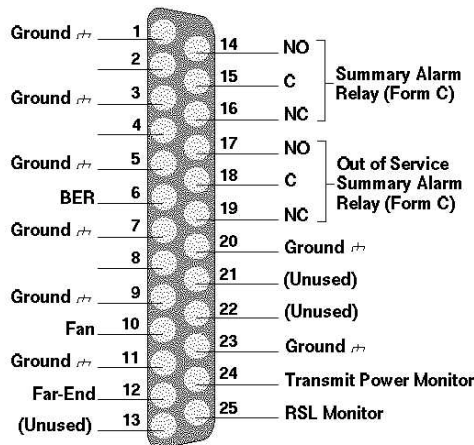 Ground 1
2
Ground 3
4
Ground 5
BER 6
Ground 7
8
Ground 9
Fan 10
Ground 11
Far-End 12
(Unused) 13
14 NO
15 C
16 NC
Summary Alarm
Relay (Form C)
17 NO
18 C
19 NC
Out of Service
Summary Alarm
Relay (Form C)
20 Ground
21 (Unused)
22 (Unused)
23 Ground
24 Transmit Power Monitor
25 RSL Monitor